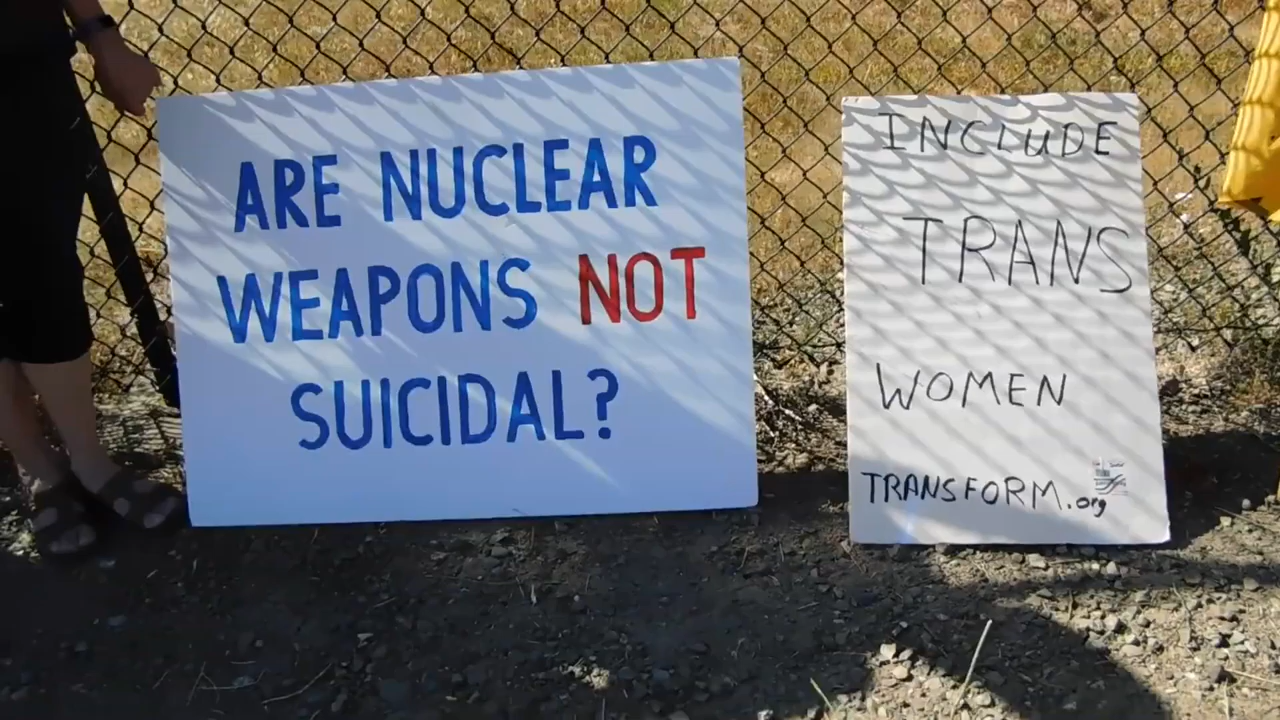 ARE NUCLEAR
WEAPONS NOT
SUICIDAL?
INCLUDE
TRANS
WOMEN
TRANSFORM.org